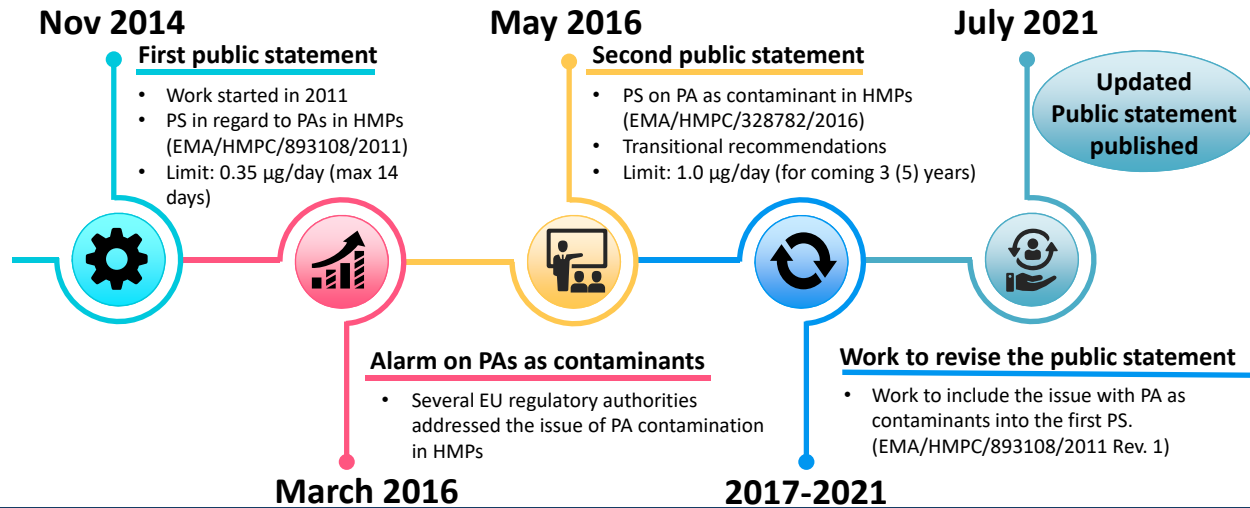 Nov 2014
First public statement
• Work started in 2011
• PS in regard to PAs in HMPs
(EMA/HMPC/893108/2011)
• Limit: 0.35 µg/day (max 14
days)
Alarm on PAs as contaminants
• Several EU regulatory authorities
addressed the issue of PA contamination
in HMPs
March 2016
May 2016
Second public statement
• PS on PA as contaminant in HMPs
(EMA/HMPC/328782/2016)
• Transitional recommendations
• Limit: 1.0 µg/day (for coming 3 (5) years)
Work to revise the public statement
• Work to include the issue with PA as
contaminants into the first PS.
(EMA/HMPC/893108/2011 Rev. 1)
2017-2021
July 2021
Updated
Public statement
published